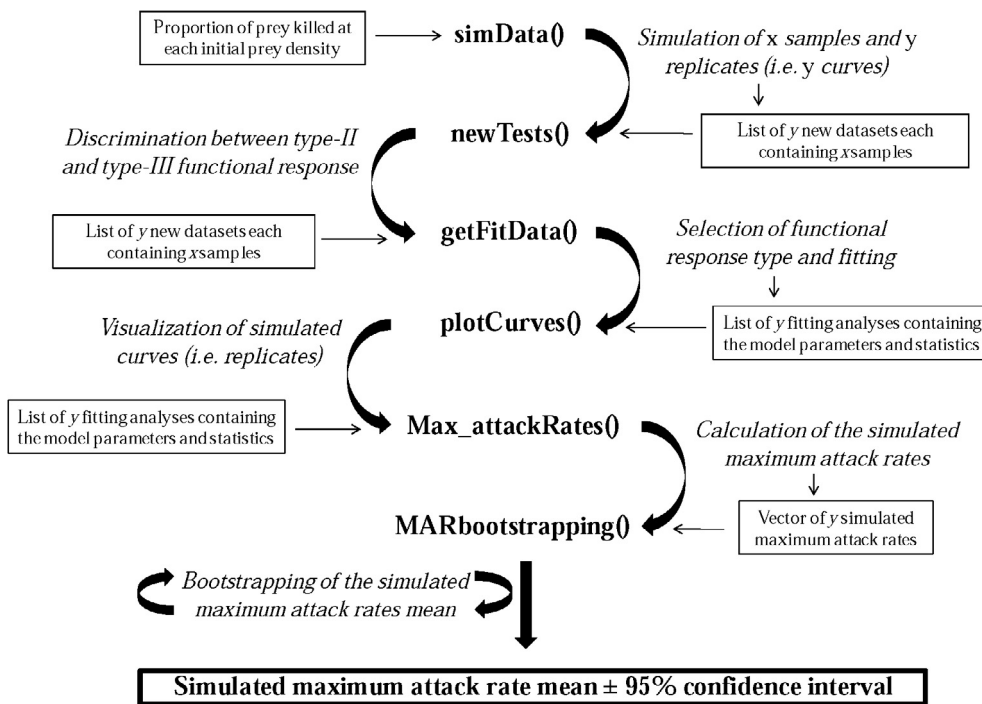 Proportion of prey killed at
each initial prey density
simData()
Simulation of x samples and y
replicates (i.e. y curves)
Discrimination between type-II
and type-III functional response
newTests()
List of y new datasets each
containing x samples
List of y new datasets each
containing x samples
getFitData()
Selection of functional
response type and fitting
Visualization of simulated
curves (i.e. replicates)
plotCurves()
List of y fitting analyses containing
the model parameters and statistics
List of y fitting analyses containing
the model parameters and statistics
Max_attackRates()
Calculation of the simulated
maximum attack rates
MARbootstrapping()
Vector of y simulated
maximum attack rates
Bootstrapping of the simulated
maximum attack rates mean
Simulated maximum attack rate mean ± 95% confidence interval